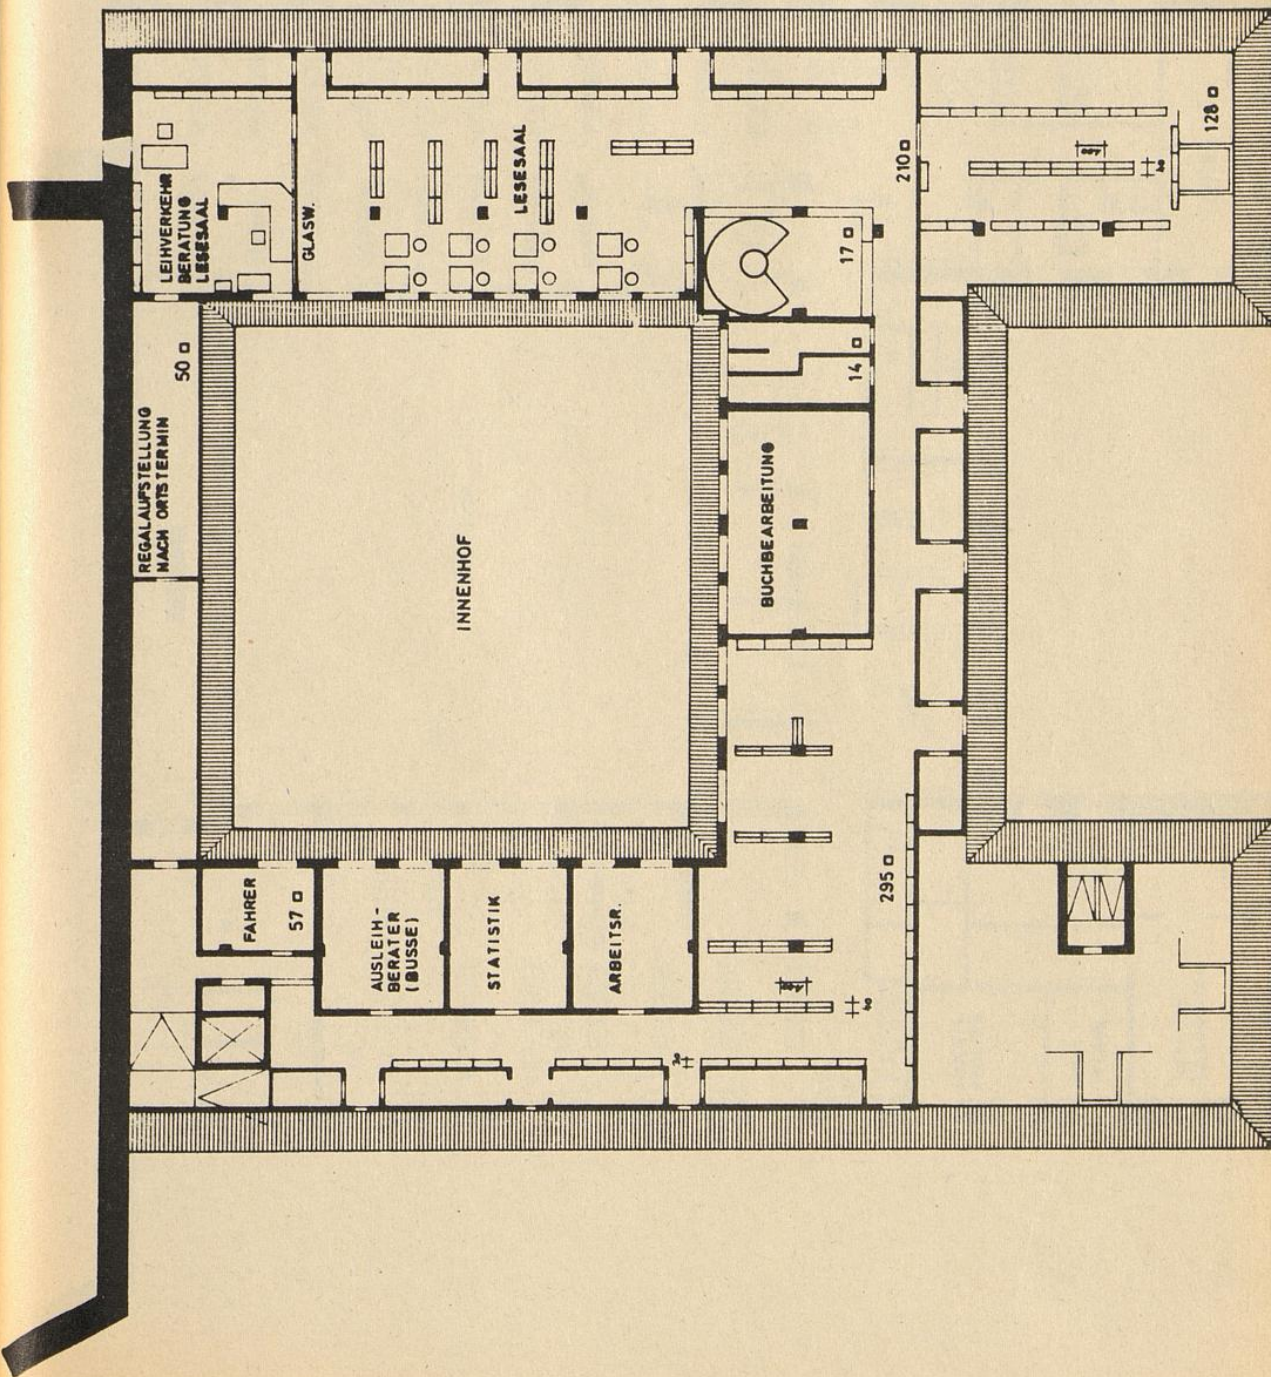 LEIHVERKEHR
BERATUNG
LESESAAL
GLASW.
LESESAAL
210
128
17
14
REGALAUFSTELLUNG
NACH ORTSTERMIN
50
INNENHOF
BUCHBEARBEITUNG
FAHRER
57
AUSLEIH-
BERATER
(BUSSE)
STATISTIK
ARBEITSR.
295